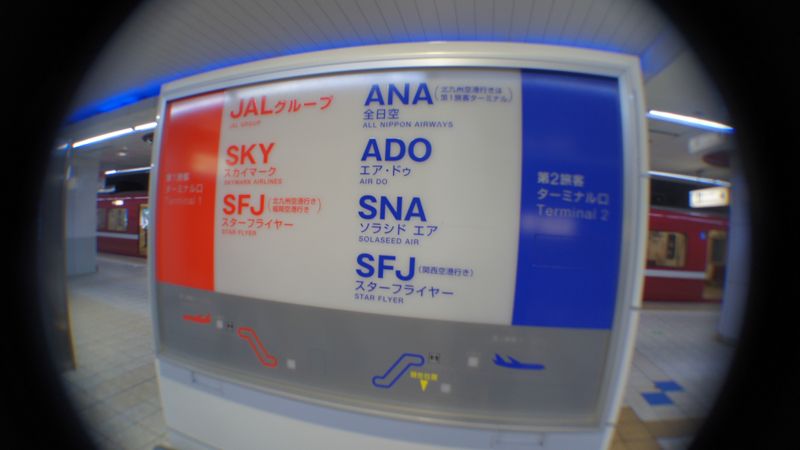 第1旅客
ターミナル口
Terminal 1
JALグループ
JAL GROUP
SKY
スカイマーク
SKYMARK AIRLINES
SFJ(北九州空港行き 福岡空港行き)
スターフライヤー
STAR FLYER
ANA(北九州空港行きは 第1旅客ターミナル)
全日空
ALL NIPPON AIRWAYS
ADO
エア・ドゥ
AIR DO
SNA
ソラシド エア
SOLASEED AIR
SFJ(関西空港行き)
スターフライヤー
STAR FLYER
第2旅客
ターミナル口
Terminal 2